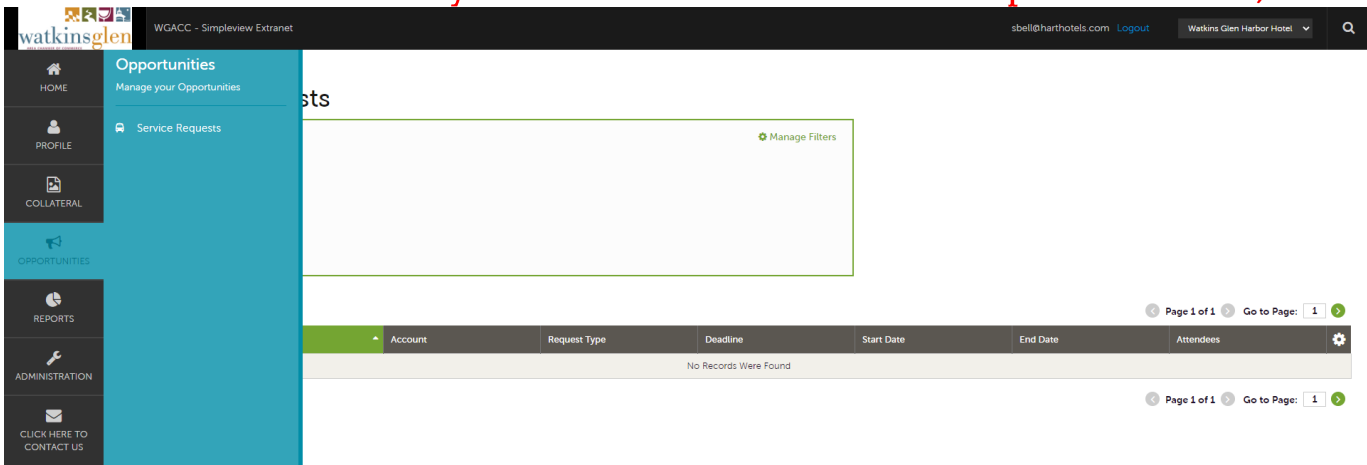 watkinsglen
WGACC - Simpleview Extranet
sbell@harthotels.com Logout
Watkins Glen Harbor Hotel
HOME
PROFILE
COLLATERAL
OPPORTUNITIES
REPORTS
ADMINISTRATION
CLICK HERE TO
CONTACT US
Opportunities
Manage your Opportunities
Service Requests
sts
Manage Filters
Page 1 of 1 Go to Page: 1
Account Request Type Deadline Start Date End Date Attendees
No Records Were Found
Page 1 of 1 Go to Page: 1